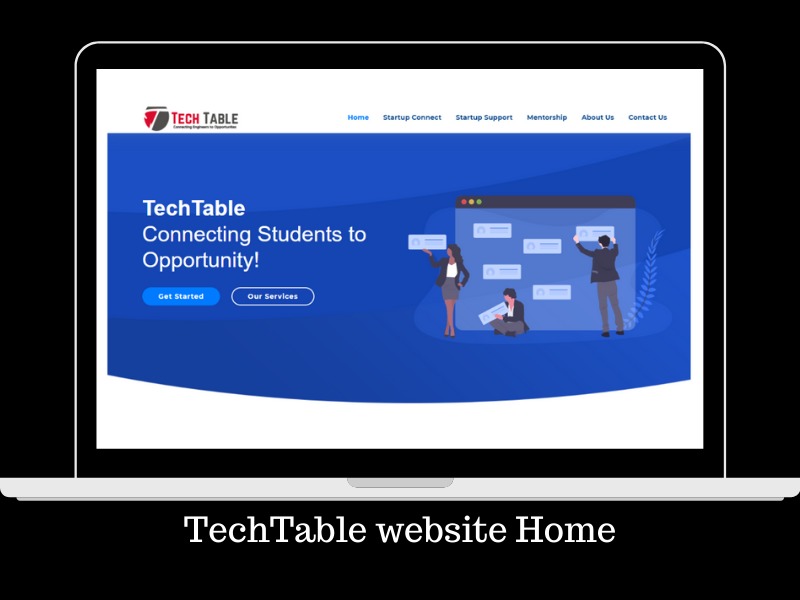 TECH TABLE
Connecting Engineers to Opportunities
Home Startup Connect Startup Support Mentorship About Us Contact Us
TechTable
Connecting Students to
Opportunity!
Get Started Our Services
TechTable website Home